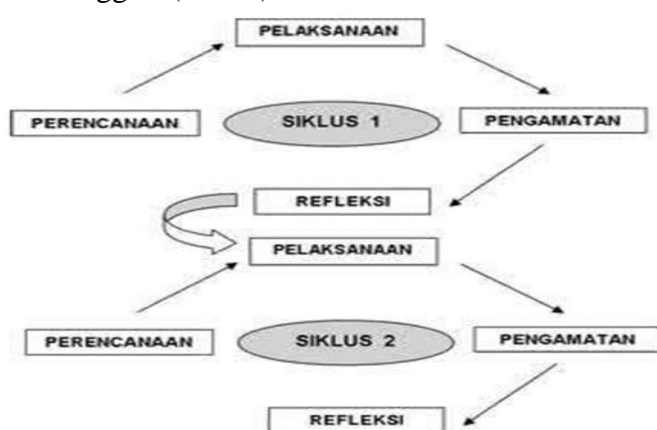 PELAKSANAAN
PERENCANAAN
SIKLUS 1
PENGAMATAN
REFLEKSI
PELAKSANAAN
PERENCANAAN
SIKLUS 2
PENGAMATAN
REFLEKSI